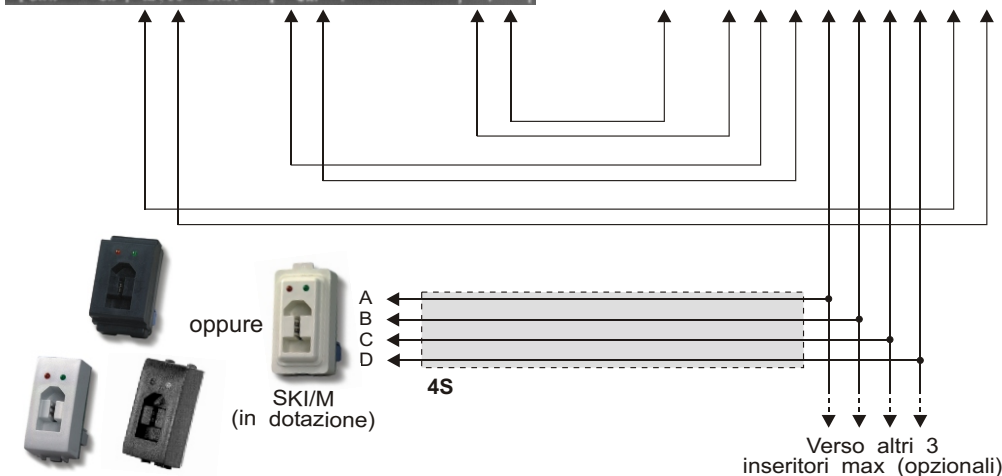 A
B
oppure
C
D
4S
SKI/M
(in dotazione)
Verso altri 3
inseritori max (opzionali)